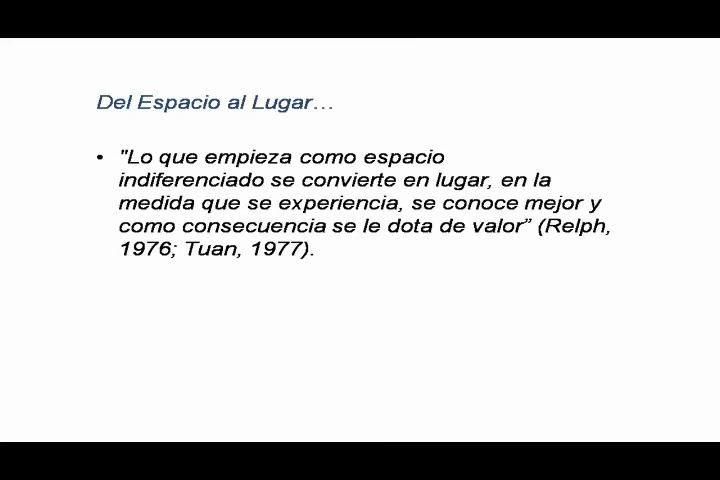 Del Espacio al Lugar…
• "Lo que empieza como espacio
indiferenciado se convierte en lugar, en la
medida que se experiencia, se conoce mejor y
como consecuencia se le dota de valor” (Relph,
1976; Tuan, 1977).